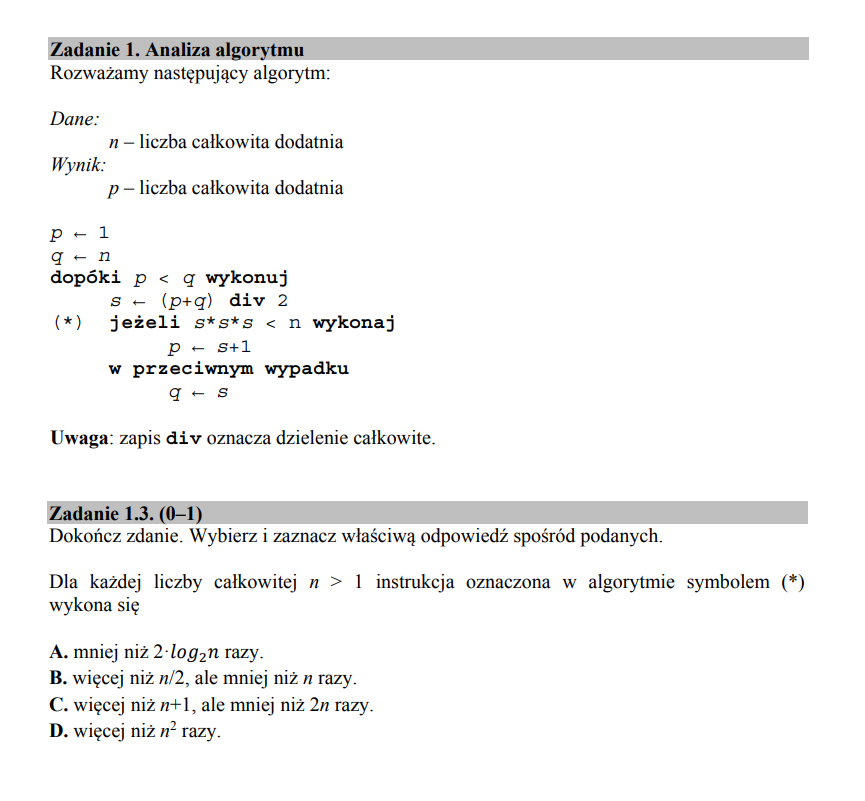 Zadanie 1. Analiza algorytmu
Rozważamy następujący algorytm:
Dane:
n – liczba całkowita dodatnia
Wynik:
p – liczba całkowita dodatnia
p ← 1
q ← n
dopóki p < q wykonuj
s ← (p+q) div 2
(*) jeżeli s*s*s < n wykonaj
p ← s+1
w przeciwnym wypadku
q ← s
Uwaga: zapis div oznacza dzielenie całkowite.
Zadanie 1.3. (0–1)
Dokończ zdanie. Wybierz i zaznacz właściwą odpowiedź spośród podanych.
Dla każdej liczby całkowitej n > 1 instrukcja oznaczona w algorytmie symbolem (*)
wykona się
A. mniej niż 2·log₂n razy.
B. więcej niż n/2, ale mniej niż n razy.
C. więcej niż n+1, ale mniej niż 2n razy.
D. więcej niż n² razy.